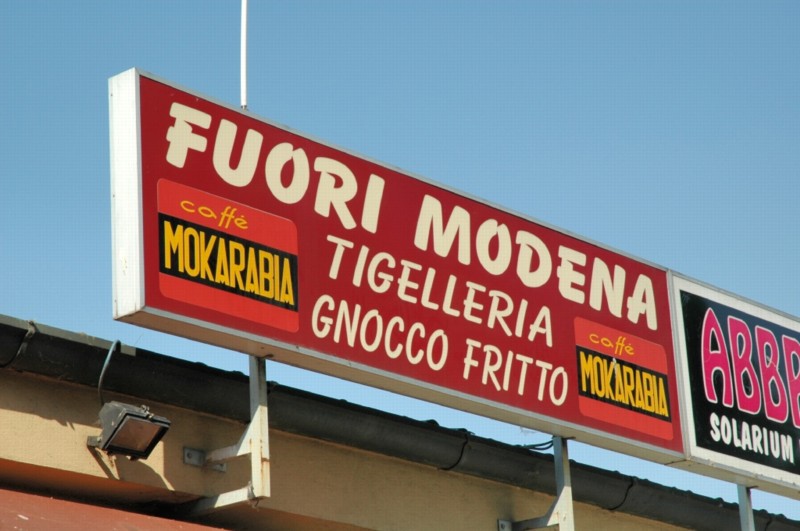 FUORI MODENA
TIGELLERIA
GNOCCO FRITTO
caffè
MOKARABIA
caffè
MOKARABIA
SOLARIUM